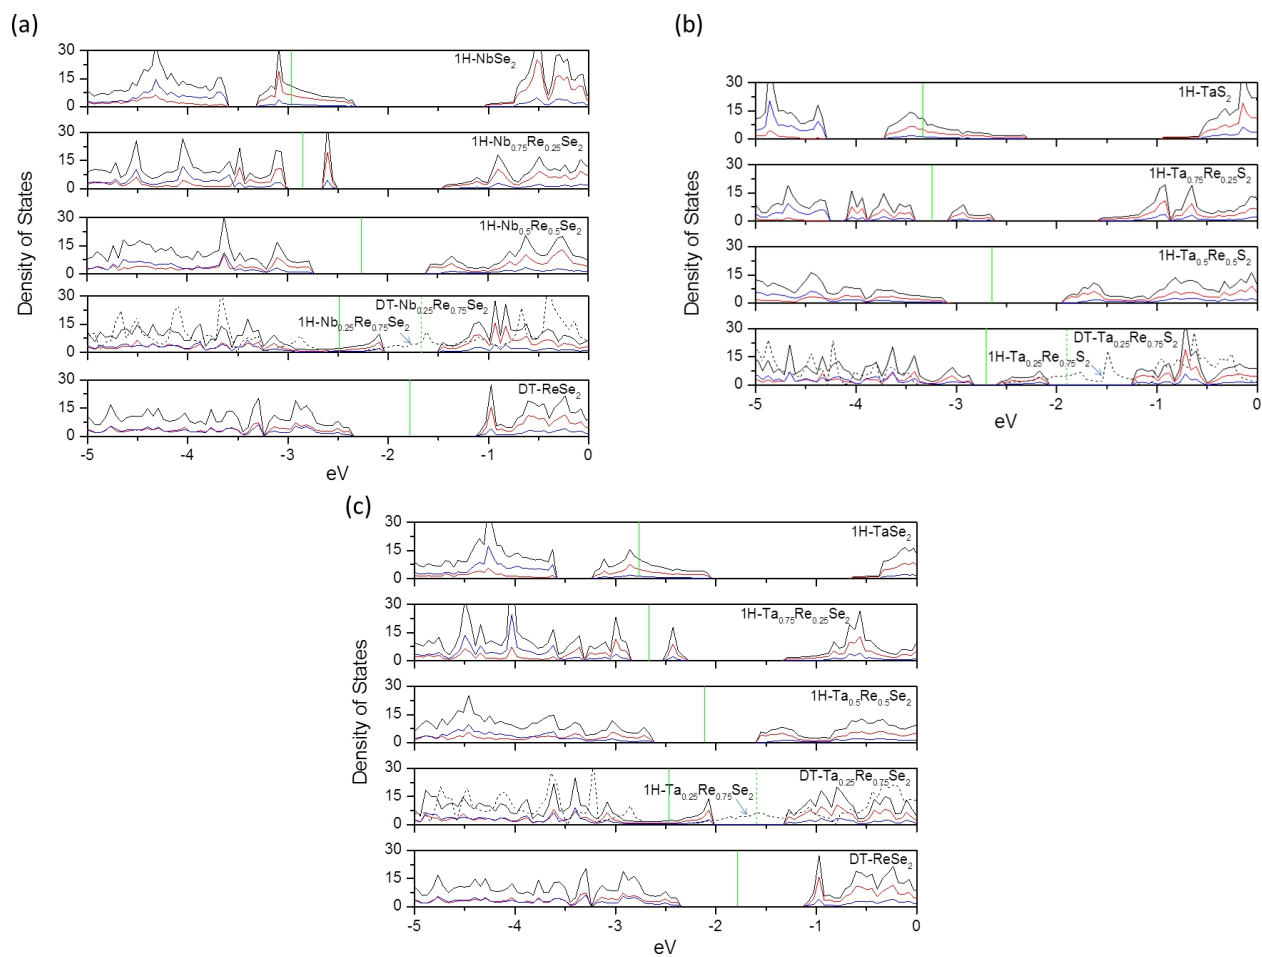 (a)
Density of States
30
15
0
1H-NbSe2
30
15
0
1H-Nb0.75Re0.25Se2
30
15
0
1H-Nb0.5Re0.5Se2
30
15
0
DT-Nb0.25Re0.75Se2
1H-Nb0.25Re0.75Se2
30
15
0
DT-ReSe2
-5 -4 -3 -2 -1 0
eV
(b)
Density of States
30
15
0
1H-TaS2
30
15
0
1H-Ta0.75Re0.25S2
30
15
0
1H-Ta0.5Re0.5S2
30
15
0
DT-Ta0.25Re0.75S2
1H-Ta0.25Re0.75S2
-5 -4 -3 -2 -1 0
eV
(c)
Density of States
30
15
0
1H-TaSe2
30
15
0
1H-Ta0.75Re0.25Se2
30
15
0
1H-Ta0.5Re0.5Se2
30
15
0
DT-Ta0.25Re0.75Se2
1H-Ta0.25Re0.75Se2
30
15
0
DT-ReSe2
-5 -4 -3 -2 -1 0
eV